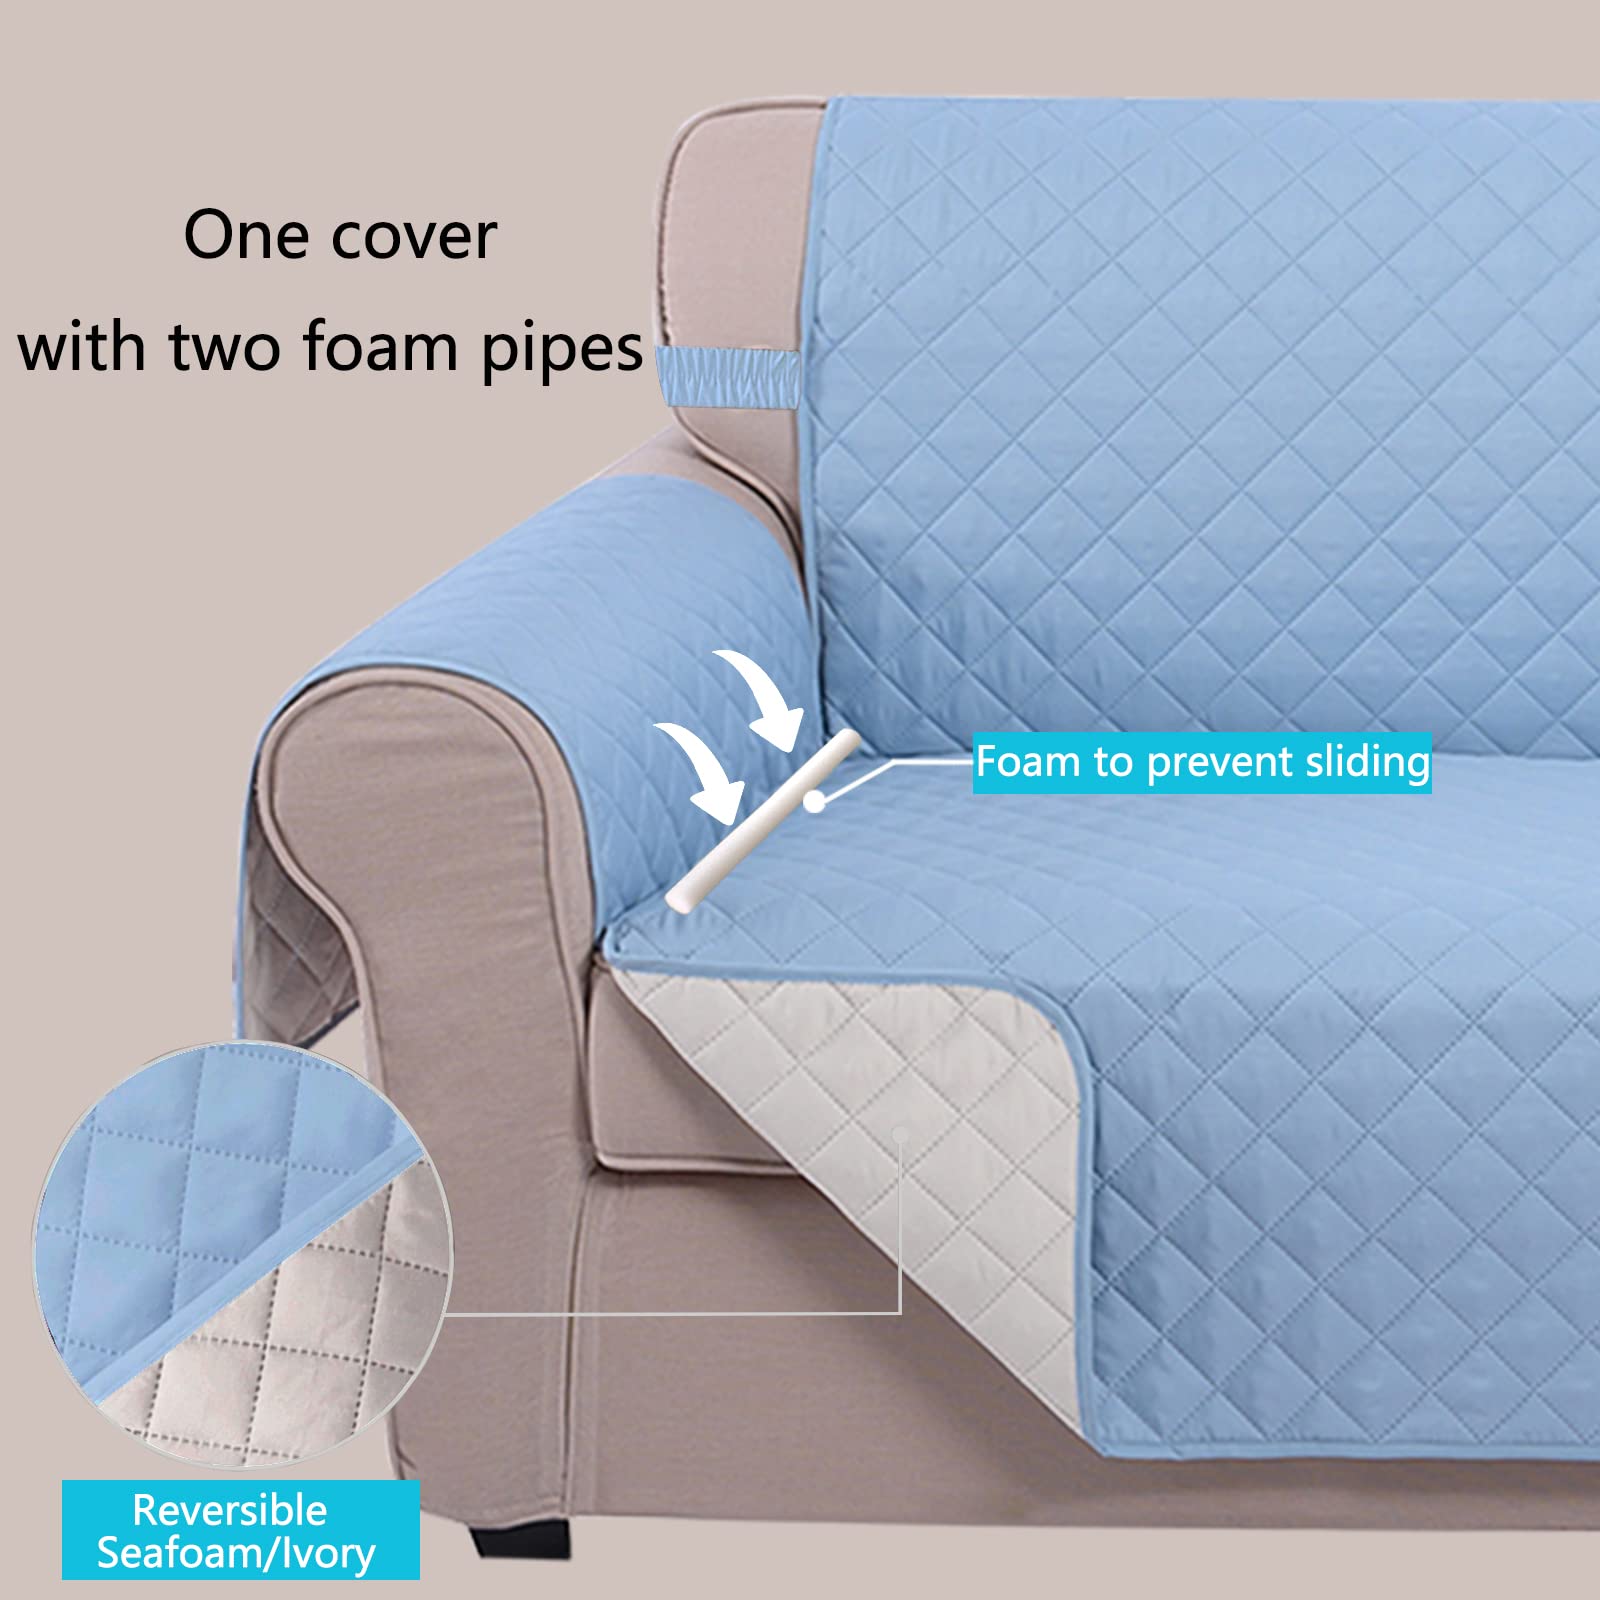 One cover
with two foam pipes
Foam to prevent sliding
Reversible
Seafoam/Ivory